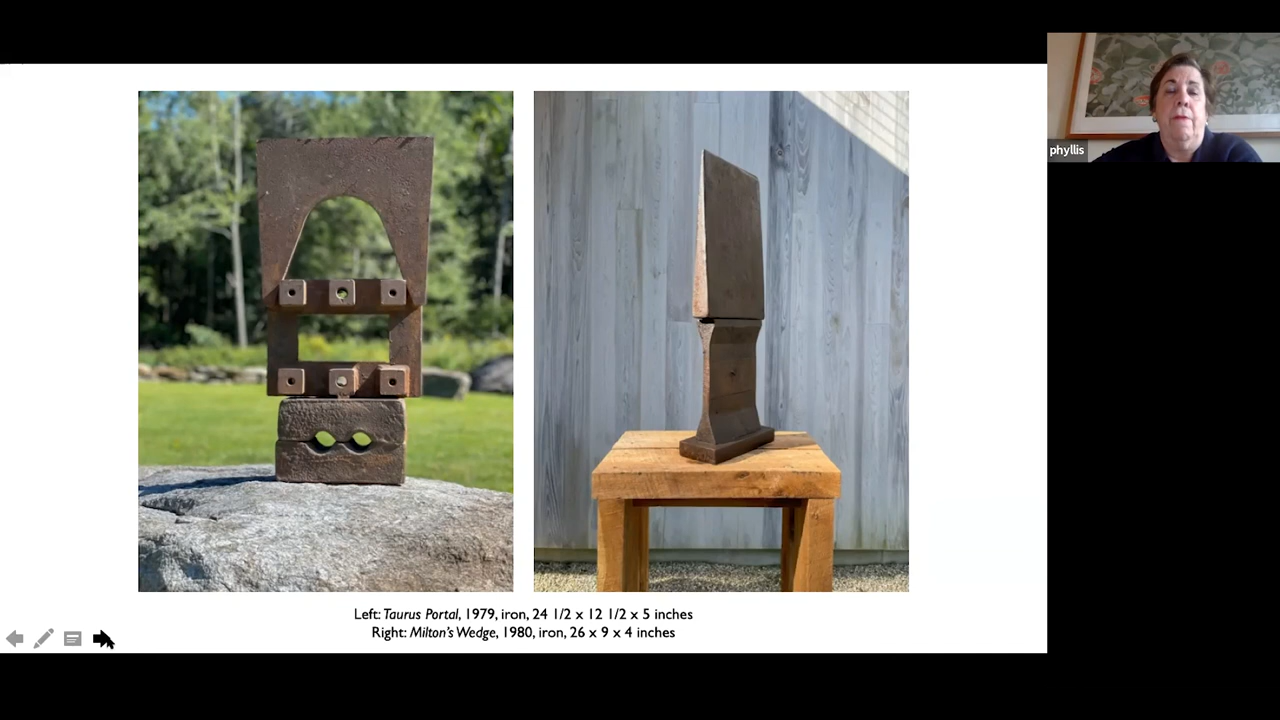 phyllis
Left: Taurus Portal, 1979, iron, 24 1/2 x 12 1/2 x 5 inches
Right: Milton's Wedge, 1980, iron, 26 x 9 x 4 inches